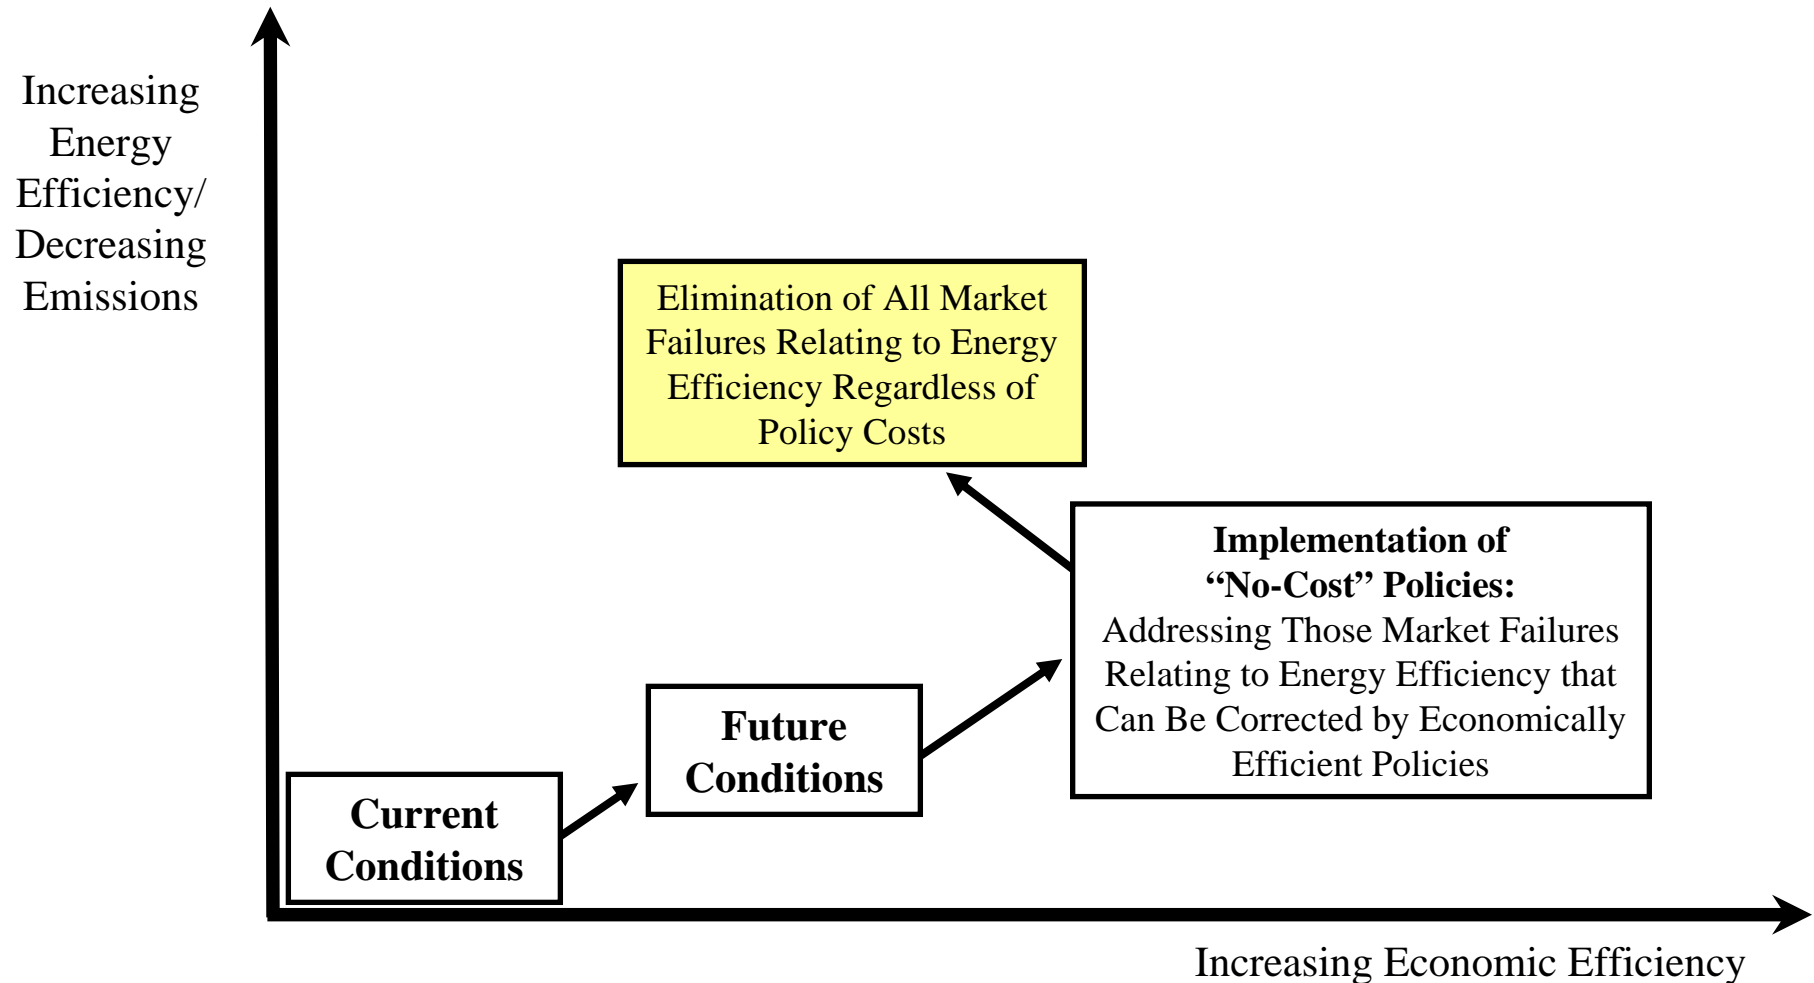 Increasing
Energy
Efficiency/
Decreasing
Emissions
Elimination of All Market
Failures Relating to Energy
Efficiency Regardless of
Policy Costs
Implementation of
“No-Cost” Policies:
Addressing Those Market Failures
Relating to Energy Efficiency that
Can Be Corrected by Economically
Efficient Policies
Future
Conditions
Current
Conditions
Increasing Economic Efficiency